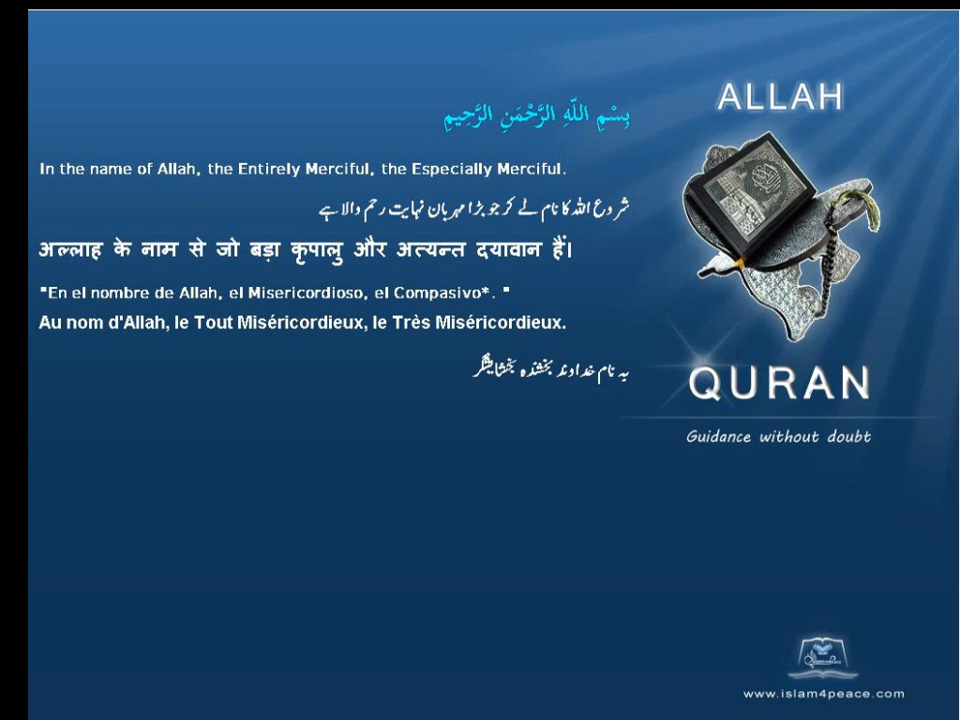 بِسْمِ اللَّهِ الرَّحْمَنِ الرَّحِيمِ
In the name of Allah, the Entirely Merciful, the Especially Merciful.
شروع الله کا نام لے کر جو بڑا مہربان نہایت رحم والا ہے
अल्लाह के नाम से जो बड़ा कृपालु और अत्यन्त दयावान हैं।
"En el nombre de Allah, el Misericordioso, el Compasivo*. "
Au nom d'Allah, le Tout Miséricordieux, le Très Miséricordieux.
به نام خداوند بخشنده بخشایشگر
ALLAH
QURAN
Guidance without doubt
www.islam4peace.com